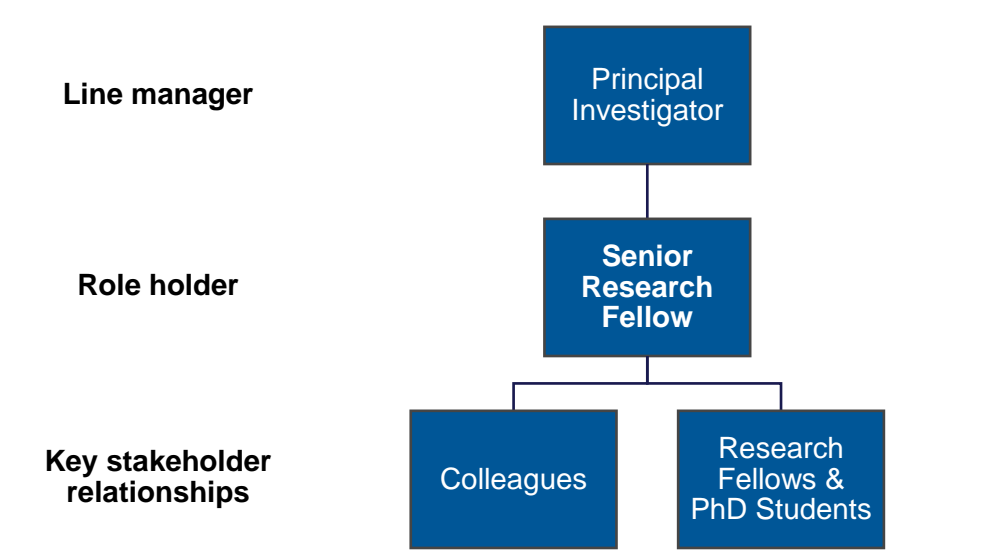 Line manager
Principal
Investigator
Role holder
Senior
Research
Fellow
Key stakeholder
relationships
Colleagues
Research
Fellows &
PhD Students